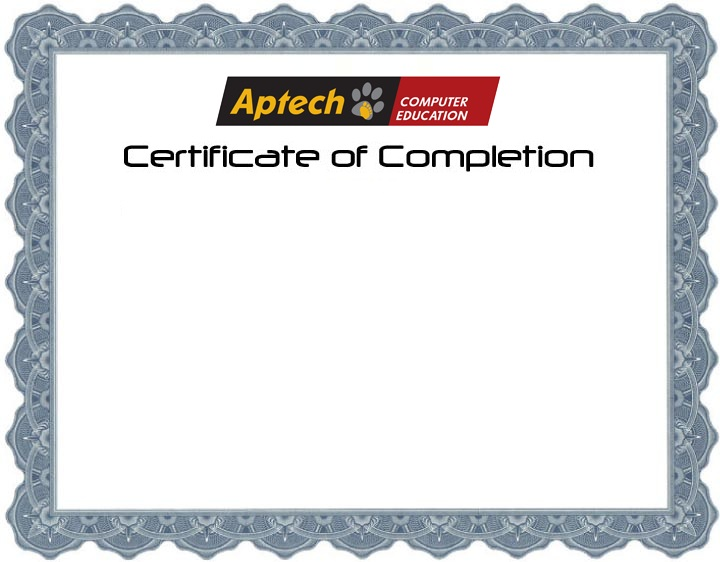 Aptech COMPUTER
EDUCATION
Certificate of Completion